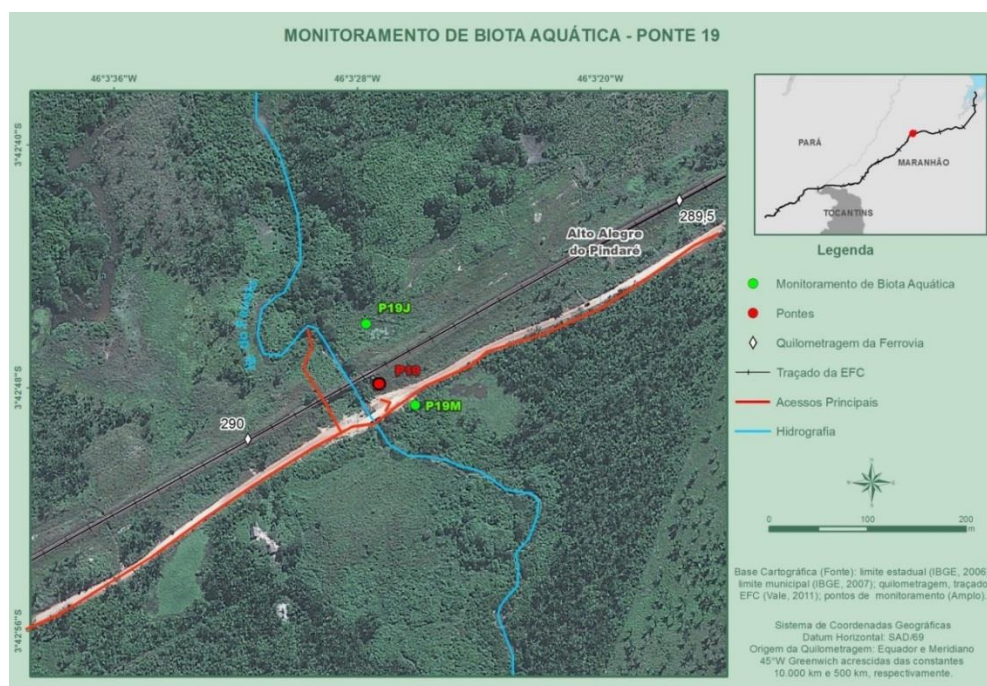 MONITORAMENTO DE BIOTA AQUÁTICA - PONTE 19
46°3'36"W
46°3'28"W
46°3'20"W
3°42'40"S
3°42'48"S
3°42'56"S
289,5
Alto Alegre
do Pindaré
P19J
P19
P19M
290
PARÁ
MARANHÃO
TOCANTINS
Legenda
Monitoramento de Biota Aquática
Pontes
Quilometragem da Ferrovia
Traçado da EFC
Acessos Principais
Hidrografia
0 100 200
m
Base Cartográfica (Fonte): limite estadual (IBGE, 2006)
limite municipal (IBGE, 2007); quilometragem, traçado
EFC (Vale, 2011); pontos de monitoramento (Amplo).
Sistema de Coordenadas Geográficas
Datum Horizontal: SAD/69
Origem da Quilometragem: Equador e Meridiano
45°W Greenwich acrescidas das constantes
10.000 km e 500 km, respectivamente.